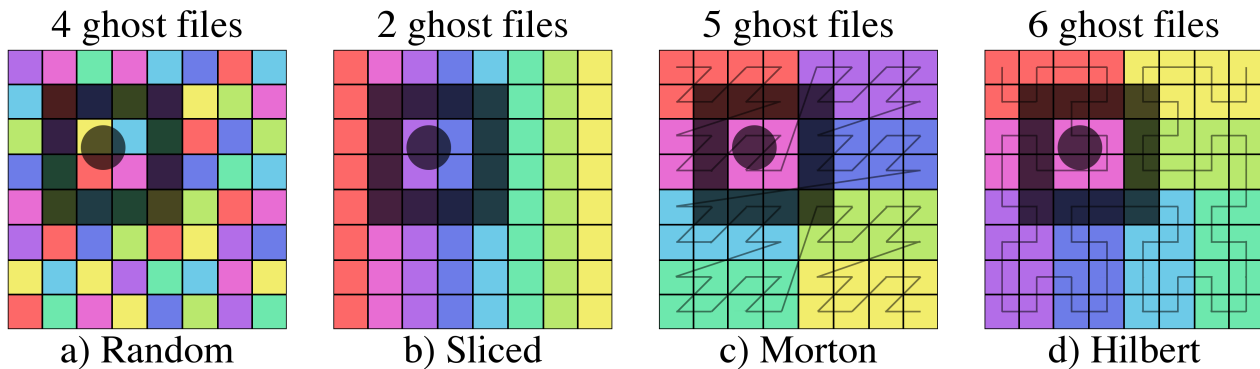 4 ghost files
2 ghost files
5 ghost files
6 ghost files
a) Random
b) Sliced
c) Morton
d) Hilbert